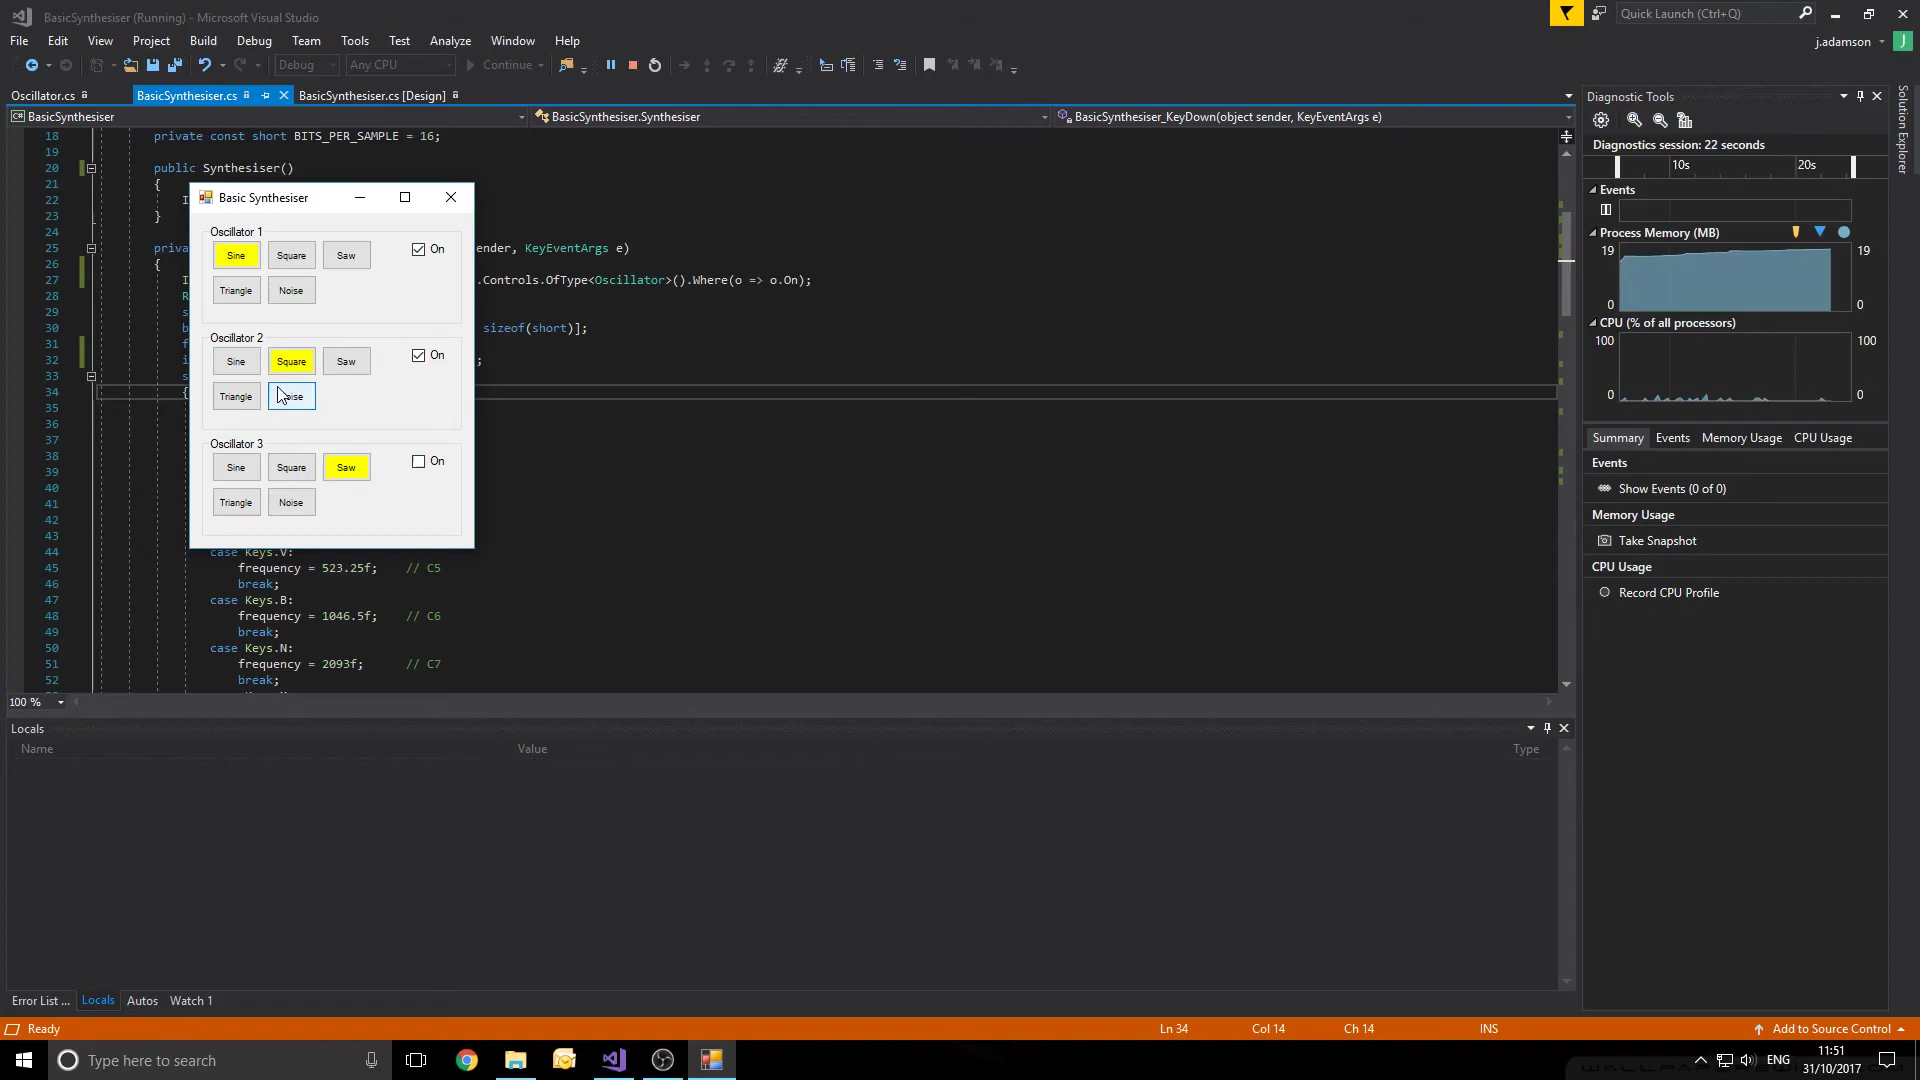 BasicSynthesiser (Running) - Microsoft Visual Studio
Quick Launch (Ctrl+Q)
File Edit View Project Build Debug Team Tools Test Analyze Window Help
j.adamson J
Debug Any CPU Continue
Oscillator.cs BasicSynthesiser.cs BasicSynthesiser.cs [Design]
Diagnostic Tools
Solution Explorer
C# BasicSynthesiser BasicSynthesiser.Synthesiser BasicSynthesiser_KeyDown(object sender, KeyEventArgs e)
Diagnostics session: 22 seconds
10s 20s
Events
Process Memory (MB)
19 19
0 0
CPU (% of all processors)
100 100
0 0
Summary Events Memory Usage CPU Usage
Events
Show Events (0 of 0)
Memory Usage
Take Snapshot
CPU Usage
Record CPU Profile
18 private const short BITS_PER_SAMPLE = 16;
19
20 public Synthesiser()
21 {
22 I
23 }
24
25 priv ender, KeyEventArgs e)
26 {
27 I .Controls.OfType<Oscillator>().Where(o => o.On);
28 R
29 s
30 b sizeof(short)];
31 f
32 i ;
33 s
34 {
35
36
37
38
39
40
41
42
43
44 case Keys.V:
45 frequency = 523.25f; // C5
46 break;
47 case Keys.B:
48 frequency = 1046.5f; // C6
49 break;
50 case Keys.N:
51 frequency = 2093f; // C7
52 break;
Basic Synthesiser
Oscillator 1
Sine Square Saw On
Triangle Noise
Oscillator 2
Sine Square Saw On
Triangle oise
Oscillator 3
Sine Square Saw On
Triangle Noise
100 %
Locals
Name Value Type
Error List ... Locals Autos Watch 1
Ready Ln 34 Col 14 Ch 14 INS Add to Source Control
Type here to search
ENG
11:51
31/10/2017